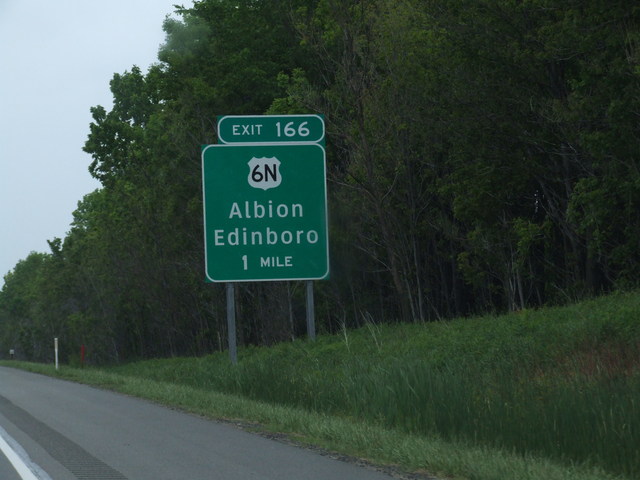 EXIT 166
6N
Albion
Edinboro
1 MILE